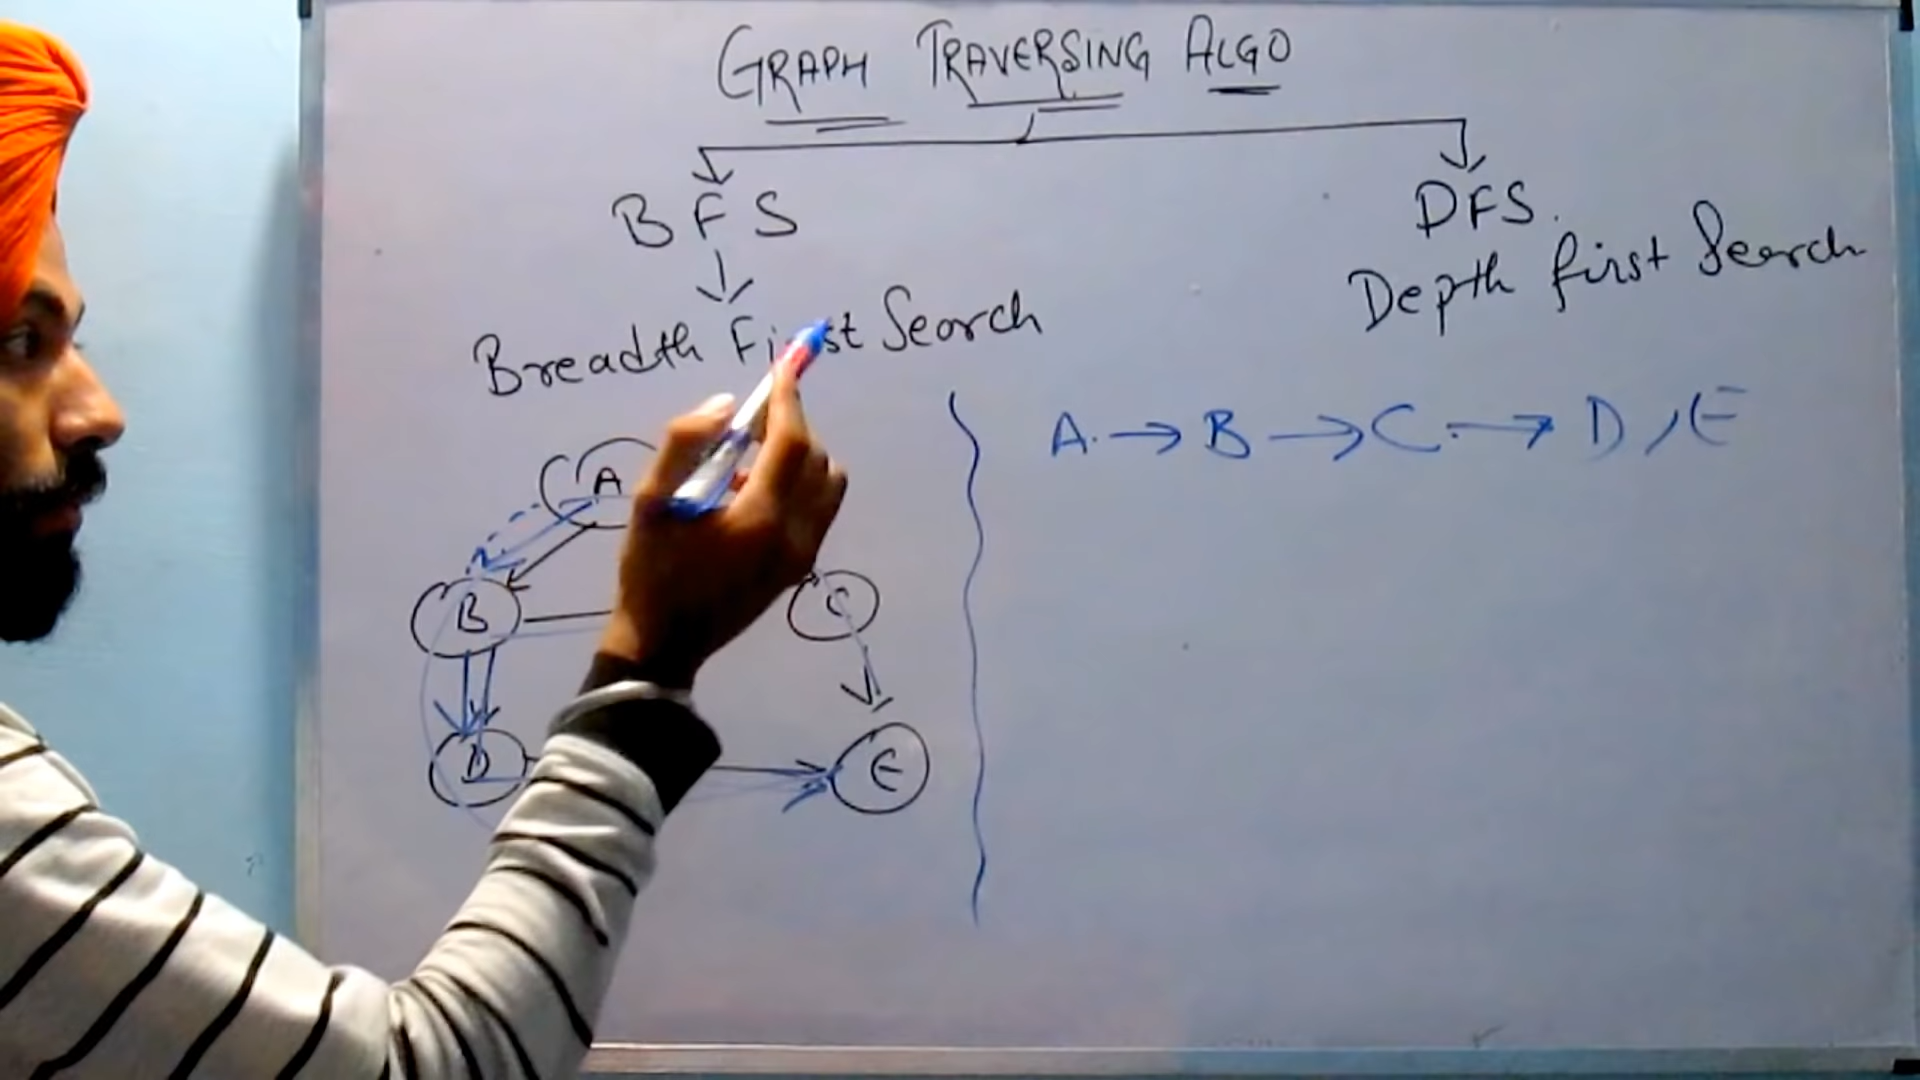 GRAPH TRAVERSING ALGO
BFS
DFS.
Breadth First Search
Depth first Search
A → B → C → D, E
A
B
C
D
E